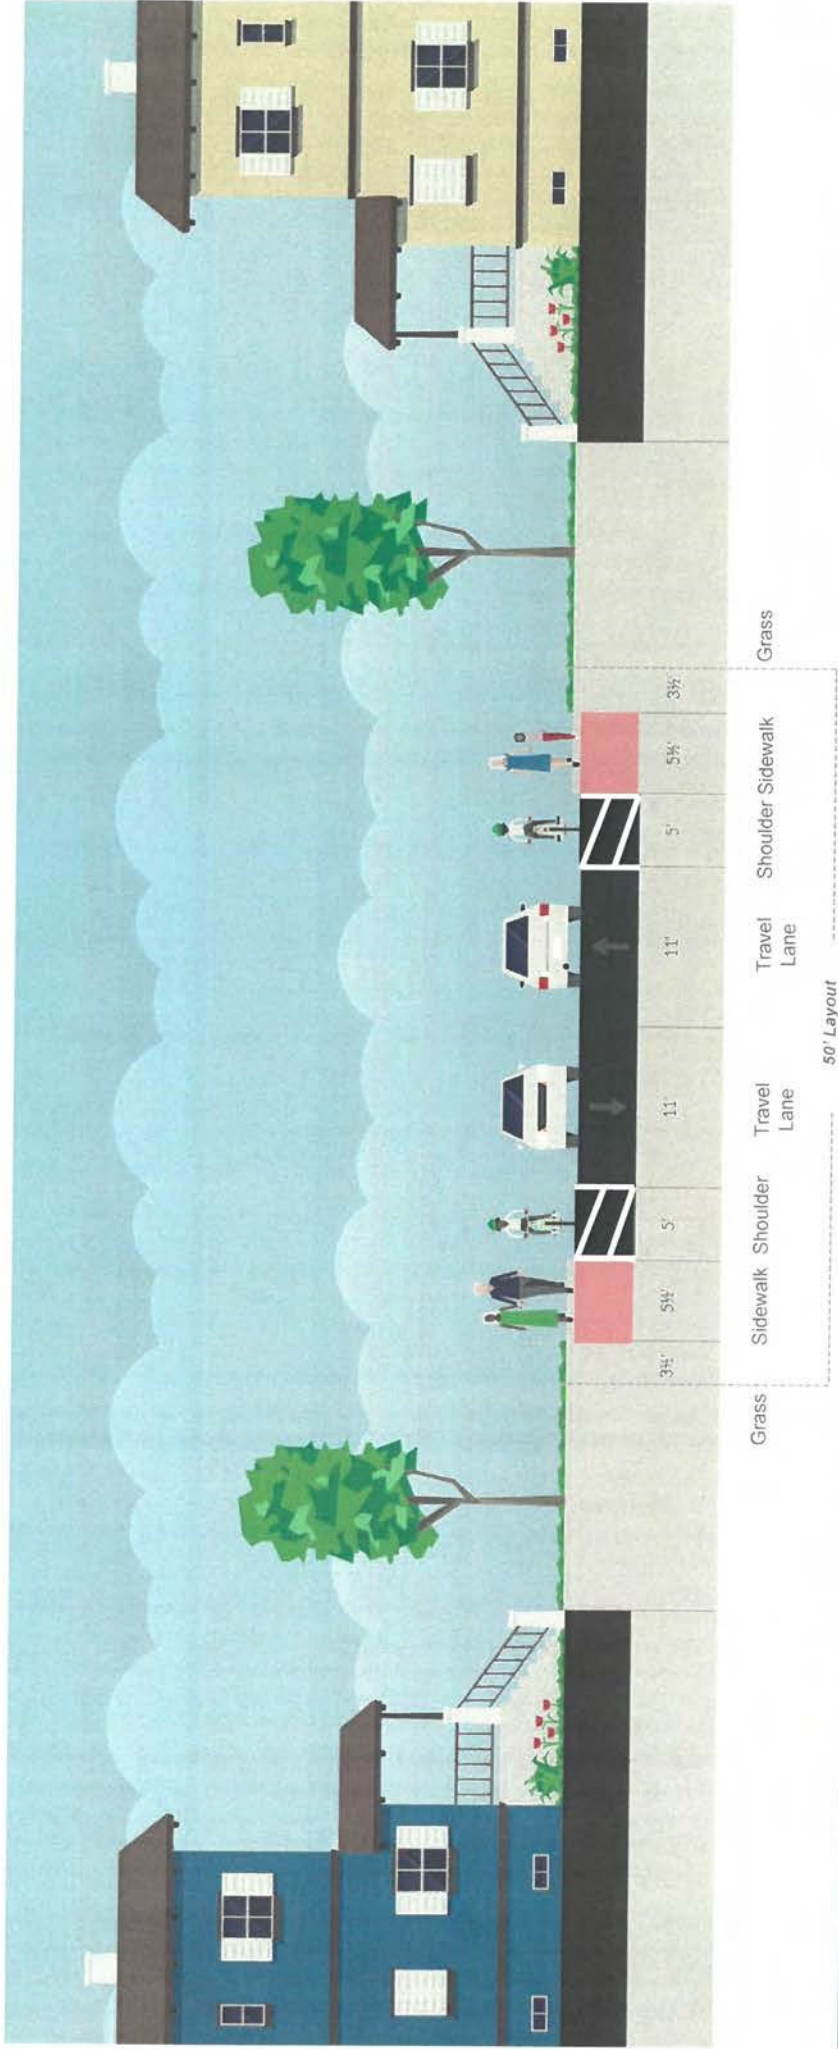 3½' 5½' 5' 11' 11' 5' 5½' 3½'
Grass
Sidewalk
Shoulder
Travel
Lane
Travel
Lane
Shoulder
Sidewalk
Grass
50' Layout